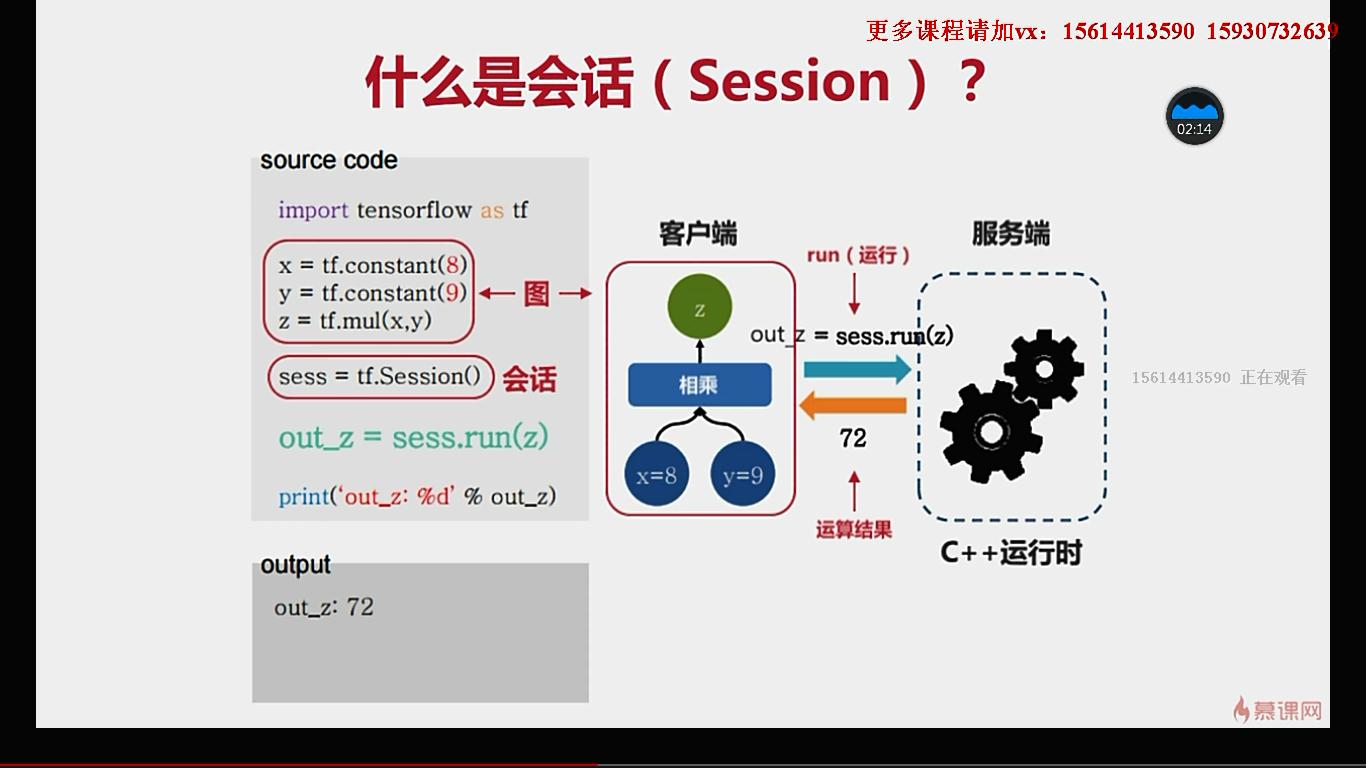 更多课程请加vx：15614413590 15930732639
什么是会话（Session）？
02:14
source code
import tensorflow as tf
x = tf.constant(8)
y = tf.constant(9)
z = tf.mul(x,y)
图
sess = tf.Session()
会话
out_z = sess.run(z)
print(‘out_z: %d’ % out_z)
output
out_z: 72
客户端
z
相乘
x=8
y=9
run（运行）
out_z = sess.run(z)
72
运算结果
服务端
C++运行时
15614413590 正在观看
慕课网